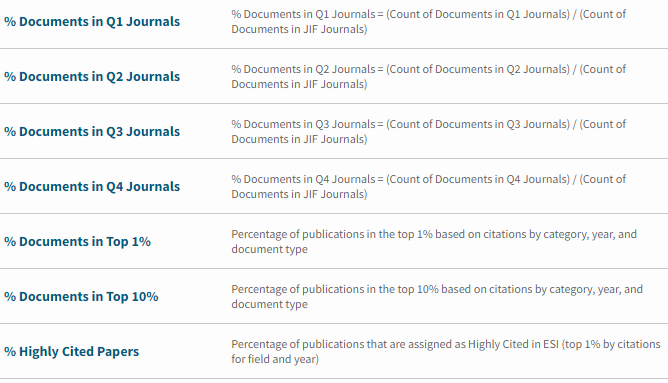 % Documents in Q1 Journals
% Documents in Q1 Journals = (Count of Documents in Q1 Journals) / (Count of
Documents in JIF Journals)
% Documents in Q2 Journals
% Documents in Q2 Journals = (Count of Documents in Q2 Journals) / (Count of
Documents in JIF Journals)
% Documents in Q3 Journals
% Documents in Q3 Journals = (Count of Documents in Q3 Journals) / (Count of
Documents in JIF Journals)
% Documents in Q4 Journals
% Documents in Q4 Journals = (Count of Documents in Q4 Journals) / (Count of
Documents in JIF Journals)
% Documents in Top 1%
Percentage of publications in the top 1% based on citations by category, year, and
document type
% Documents in Top 10%
Percentage of publications in the top 10% based on citations by category, year, and
document type
% Highly Cited Papers
Percentage of publications that are assigned as Highly Cited in ESI (top 1% by citations
for field and year)